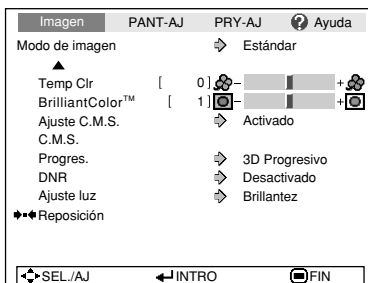 Imagen PANT-AJ PRY-AJ ? Ayuda
Modo de imagen Estándar
Temp Clr [ 0 ] - +
BrilliantColor™ [ 1 ] - +
Ajuste C.M.S. Activado
C.M.S.
Progres. 3D Progresivo
DNR Desactivado
Ajuste luz Brillantez
Reposición
SEL./AJ INTRO FIN